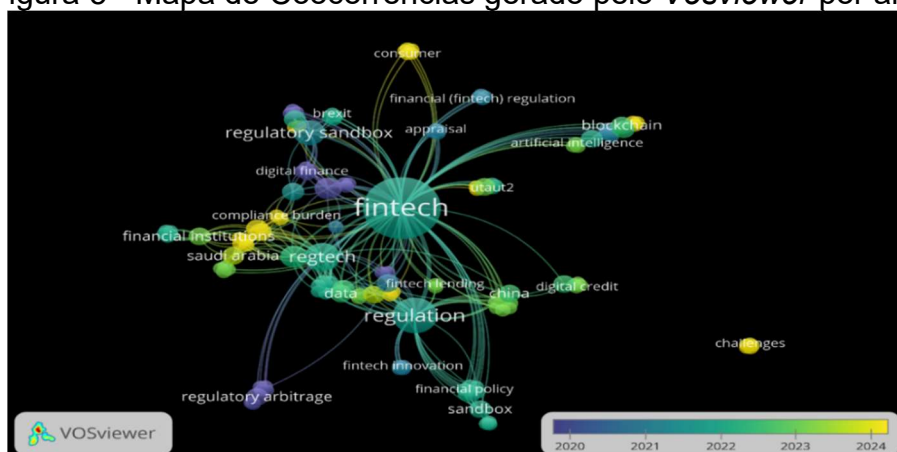 igura 3 - Mapa de Coocorrências gerado pelo Vosviewer por a
consumer
financial (fintech) regulation
brexit
regulatory sandbox
appraisal
blockchain
artificial intelligence
digital finance
utaut2
fintech
compliance burden
financial institutions
saudi arabia
regtech
fintech lending
data
china
digital credit
regulation
challenges
fintech innovation
financial policy
regulatory arbitrage
sandbox
VOSviewer
2020 2021 2022 2023 2024